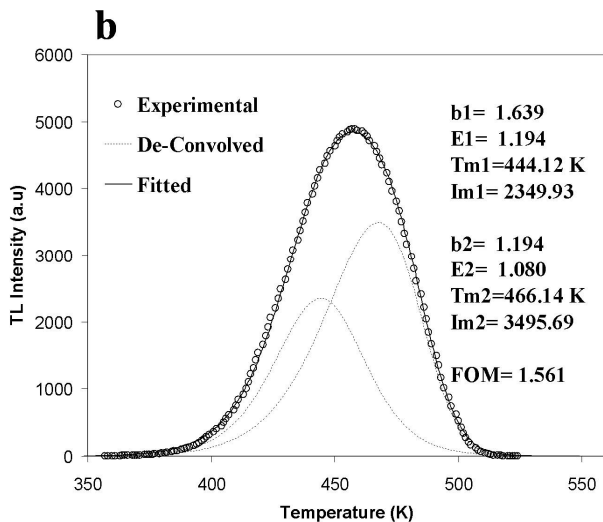 b
6000
5000
4000
3000
2000
1000
0
TL Intensity (a.u)
Experimental
De-Convolved
Fitted
b1= 1.639
E1= 1.194
Tm1=444.12 K
Im1= 2349.93
b2= 1.194
E2= 1.080
Tm2=466.14 K
Im2= 3495.69
FOM= 1.561
350
400
450
500
550
Temperature (K)